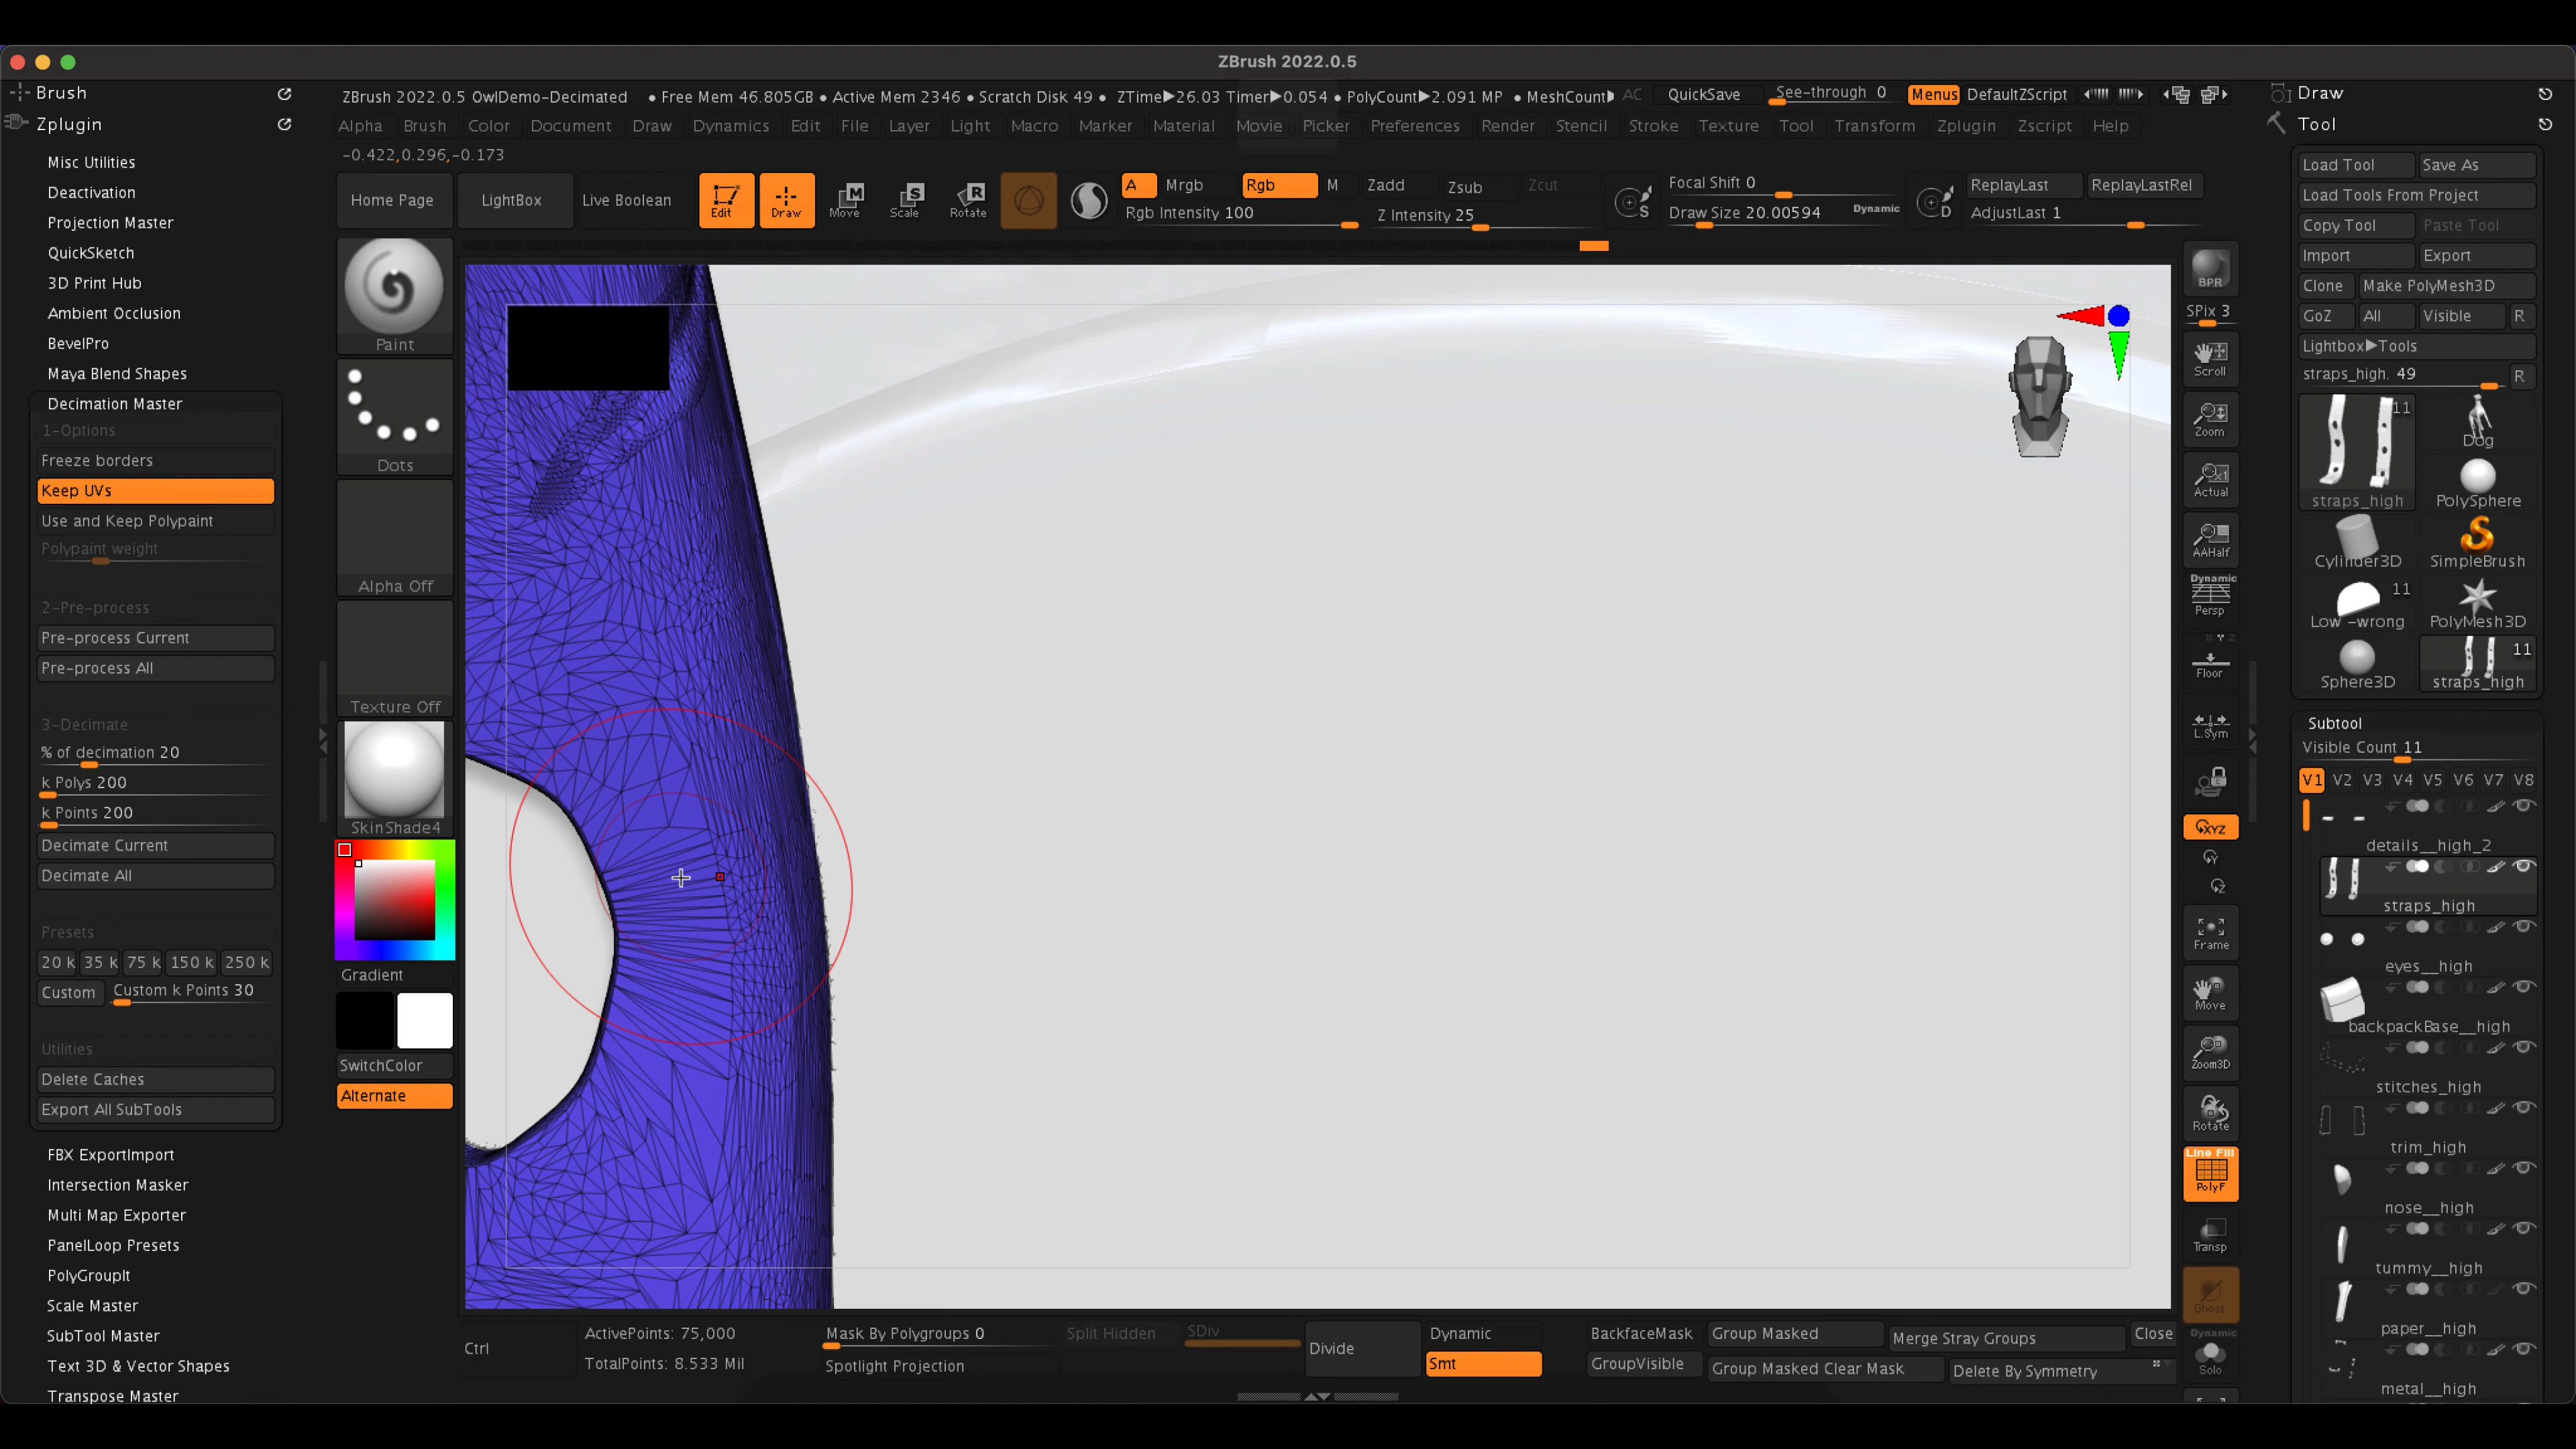 ZBrush 2022.0.5
Brush
Zplugin
Misc Utilities
Deactivation
Projection Master
QuickSketch
3D Print Hub
Ambient Occlusion
BevelPro
Maya Blend Shapes
Decimation Master
1-Options
Freeze borders
Keep UVs
Use and Keep Polypaint
Polypaint weight
2-Pre-process
Pre-process Current
Pre-process All
3-Decimate
% of decimation 20
k Polys 200
k Points 200
Decimate Current
Decimate All
Presets
20 k 35 k 75 k 150 k 250 k
Custom Custom k Points 30
Utilities
Delete Caches
Export All SubTools
FBX ExportImport
Intersection Masker
Multi Map Exporter
PanelLoop Presets
PolyGroupIt
Scale Master
SubTool Master
Text 3D & Vector Shapes
Transpose Master
ZBrush 2022.0.5 OwlDemo-Decimated • Free Mem 46.805GB • Active Mem 2346 • Scratch Disk 49 • ZTime▶26.03 Timer▶0.054 • PolyCount▶2.091 MP • MeshCount▶ AC QuickSave See-through 0 Menus DefaultZScript
Alpha Brush Color Document Draw Dynamics Edit File Layer Light Macro Marker Material Movie Picker Preferences Render Stencil Stroke Texture Tool Transform Zplugin Zscript Help
-0.422,0.296,-0.173
Home Page LightBox Live Boolean Edit Draw Move Scale Rotate
A Mrgb Rgb M Zadd Zsub Zcut
Rgb Intensity 100 Z Intensity 25
Focal Shift 0
Draw Size 20.00594 Dynamic
ReplayLast ReplayLastRel
AdjustLast 1
Paint
Dots
Alpha Off
Texture Off
SkinShade4
Gradient
SwitchColor
Alternate
BPR
SPix 3
Scroll
Zoom
Actual
AAHalf
Dynamic
Persp
Floor
L.Sym
XYZ
Y
Z
Frame
Move
Zoom3D
Rotate
Line Fill
PolyF
Transp
Ghost
Dynamic
Solo
Ctrl
ActivePoints: 75,000
TotalPoints: 8.533 Mil
Mask By Polygroups 0
Spotlight Projection
Split Hidden
SDiv
Divide
Dynamic
Smt
BackfaceMask
GroupVisible
Group Masked
Group Masked Clear Mask
Merge Stray Groups
Delete By Symmetry
Close
Draw
Tool
Load Tool Save As
Load Tools From Project
Copy Tool Paste Tool
Import Export
Clone Make PolyMesh3D
GoZ All Visible R
Lightbox▶Tools
straps_high. 49 R
11
straps_high
Dog
PolySphere
Cylinder3D SimpleBrush
11
Low -wrong PolyMesh3D
11
Sphere3D straps_high
Subtool
Visible Count 11
V1 V2 V3 V4 V5 V6 V7 V8
details__high_2
straps_high
eyes__high
backpackBase__high
stitches_high
trim_high
nose__high
tummy__high
paper__high
metal__high